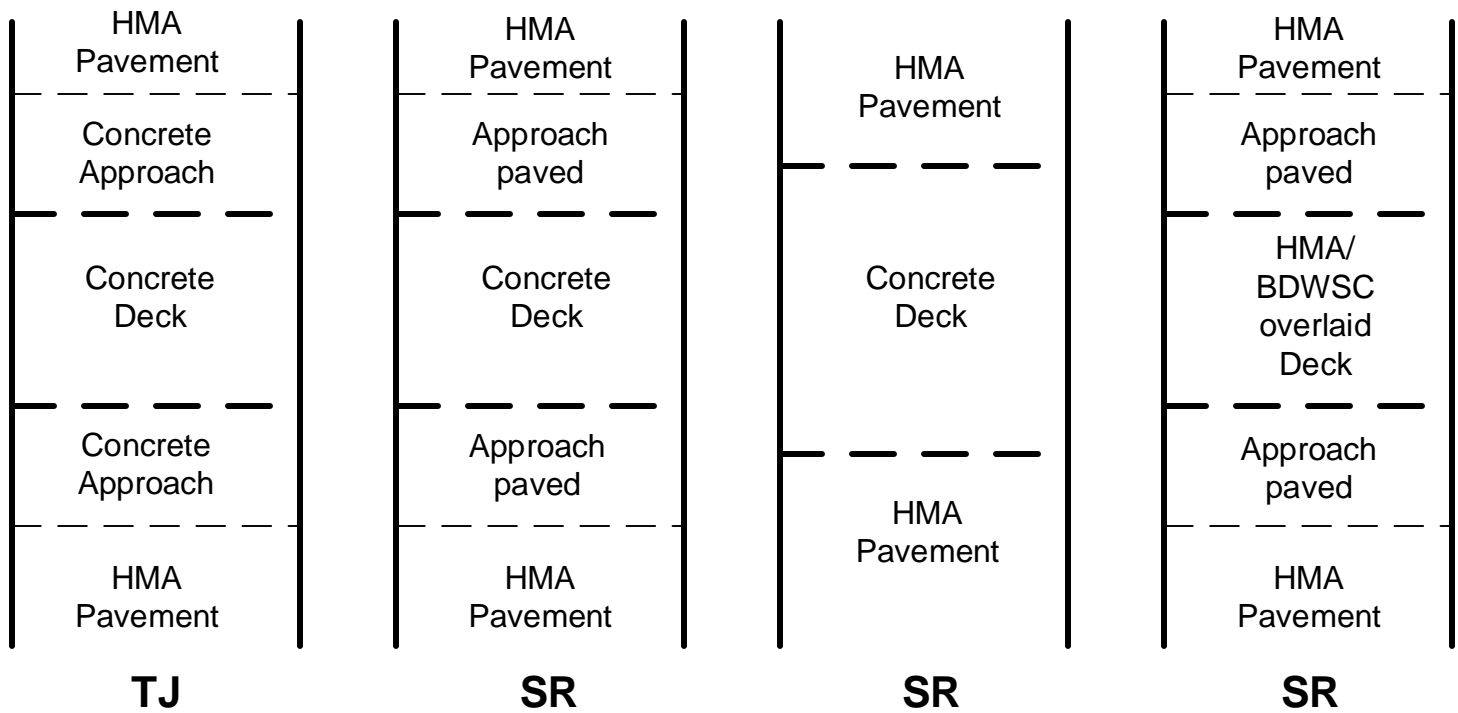 HMA
Pavement
Concrete
Approach
Concrete
Deck
Concrete
Approach
HMA
Pavement
TJ
HMA
Pavement
Approach
paved
Concrete
Deck
Approach
paved
HMA
Pavement
SR
HMA
Pavement
Concrete
Deck
HMA
Pavement
SR
HMA
Pavement
Approach
paved
HMA/
BDWSC
overlaid
Deck
Approach
paved
HMA
Pavement
SR